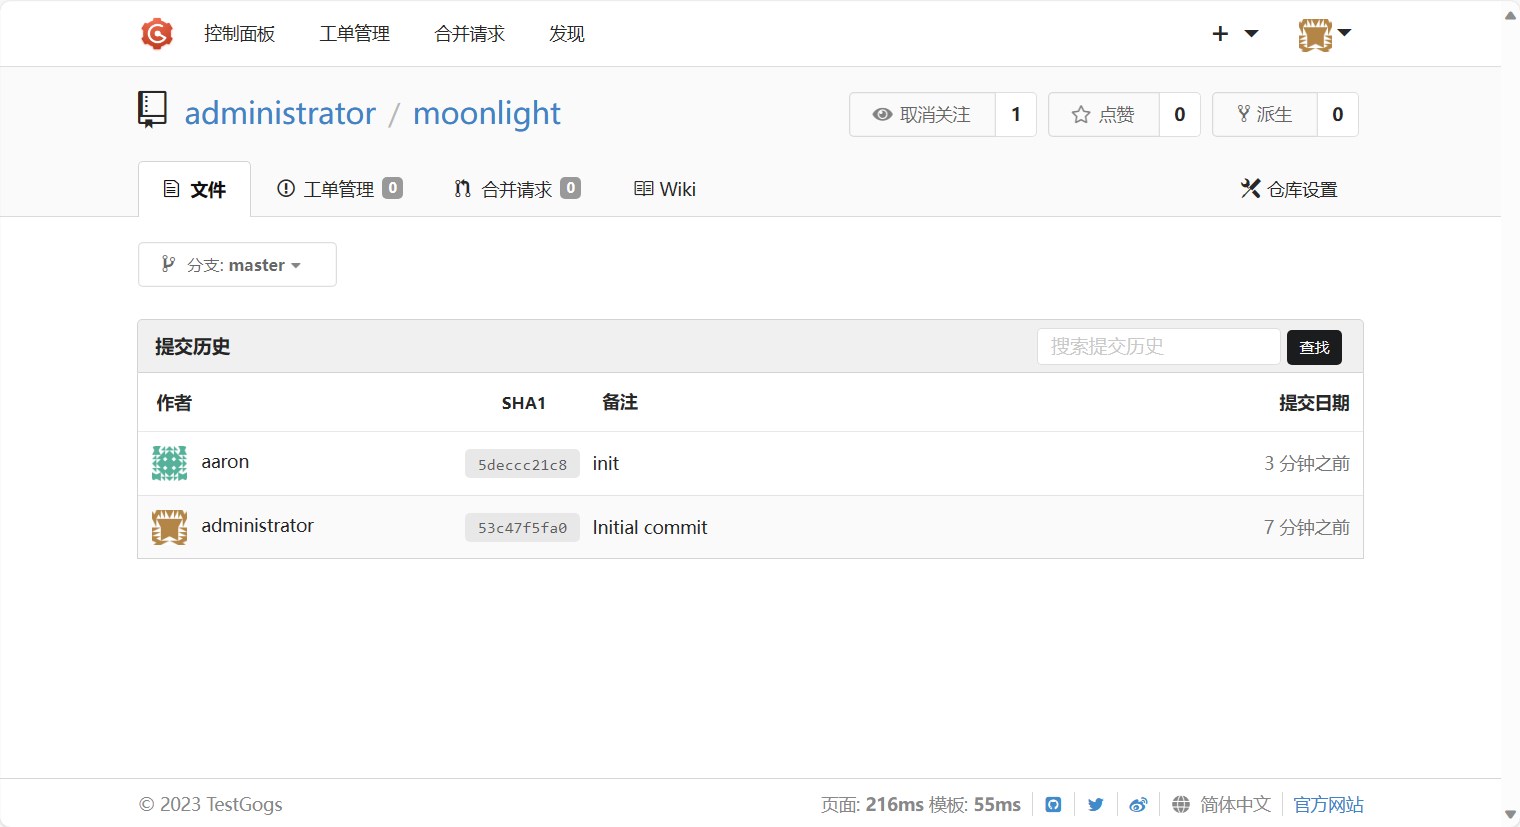 控制面板 工单管理 合并请求 发现
administrator / moonlight 取消关注 1 点赞 0 派生 0
文件 工单管理 0 合并请求 0 Wiki 仓库设置
分支: master
提交历史 搜索提交历史 查找
作者 SHA1 备注 提交日期
aaron 5deccc21c8 init 3 分钟之前
administrator 53c47f5fa0 Initial commit 7 分钟之前
© 2023 TestGogs 页面: 216ms 模板: 55ms 简体中文 官方网站